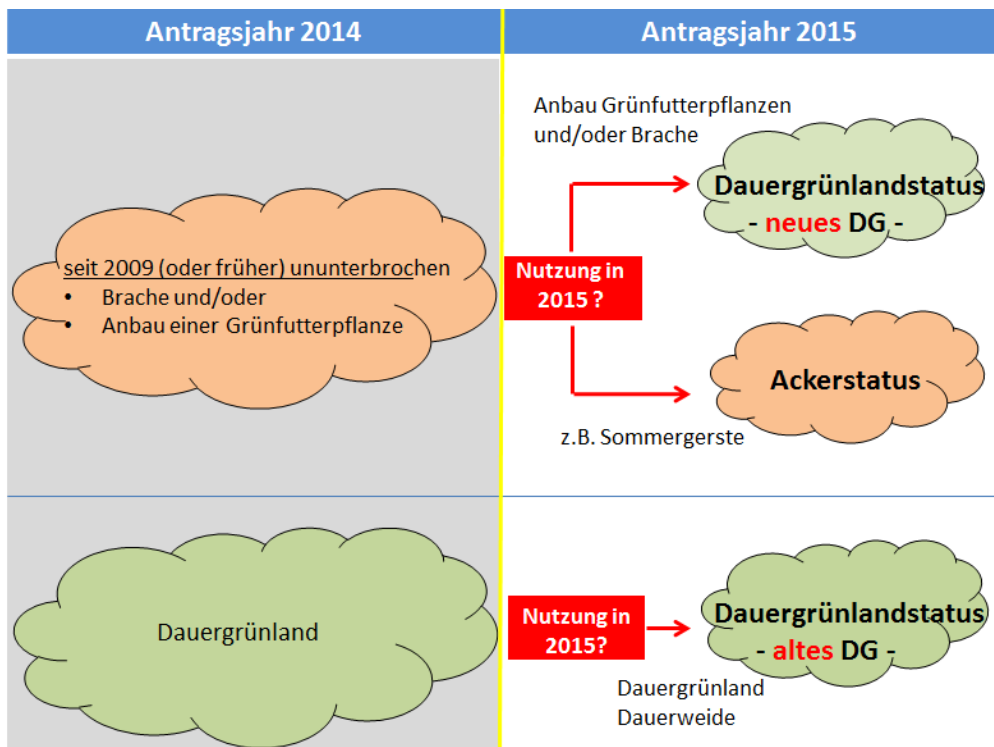 Antragsjahr 2014
Antragsjahr 2015
seit 2009 (oder früher) ununterbrochen
• Brache und/oder
• Anbau einer Grünfutterpflanze
Nutzung in
2015 ?
Anbau Grünfutterpflanzen
und/oder Brache
Dauergrünlandstatus
- neues DG -
Ackerstatus
z.B. Sommergerste
Dauergrünland
Nutzung in
2015?
Dauergrünlandstatus
- altes DG -
Dauergrünland
Dauerweide